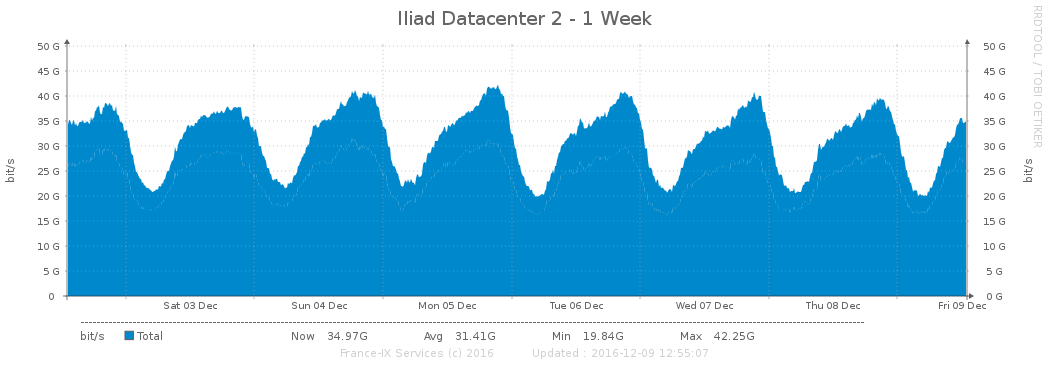 Iliad Datacenter 2 - 1 Week
RRDTOOL / TOBI OETIKER
50 G 50 G
45 G 45 G
40 G 40 G
35 G 35 G
30 G 30 G
25 G 25 G
20 G 20 G
15 G 15 G
10 G 10 G
5 G 5 G
0 0 G
bit/s bit/s
Sat 03 Dec Sun 04 Dec Mon 05 Dec Tue 06 Dec Wed 07 Dec Thu 08 Dec Fri 09 Dec
bit/s Total Now 34.97G Avg 31.41G Min 19.84G Max 42.25G
France-IX Services (c) 2016 Updated : 2016-12-09 12:55:07